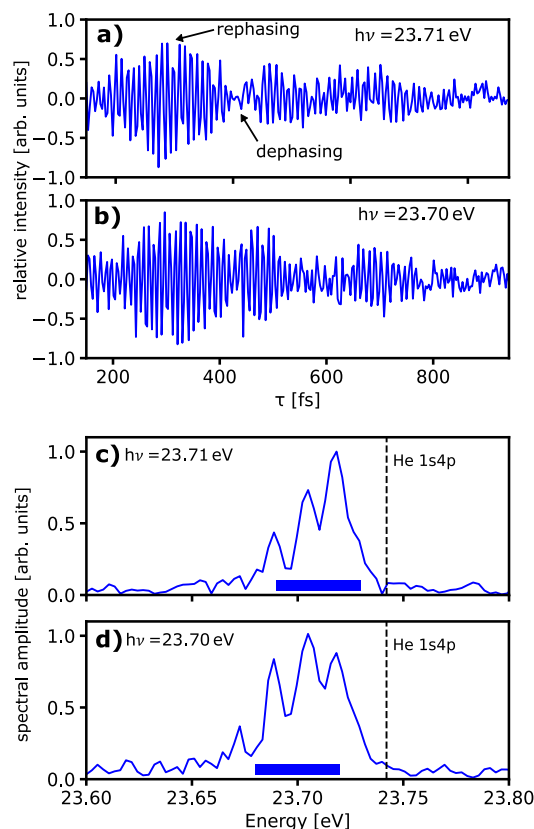 a)
rephasing
hν = 23.71 eV
dephasing
1.0
0.5
0.0
−0.5
−1.0
b)
hν = 23.70 eV
1.0
0.5
0.0
−0.5
−1.0
relative intensity [arb. units]
200 400 600 800
τ [fs]
c) hν = 23.71 eV
He 1s4p
1.0
0.5
0.0
d) hν = 23.70 eV
He 1s4p
1.0
0.5
0.0
spectral amplitude [arb. units]
23.60 23.65 23.70 23.75 23.80
Energy [eV]